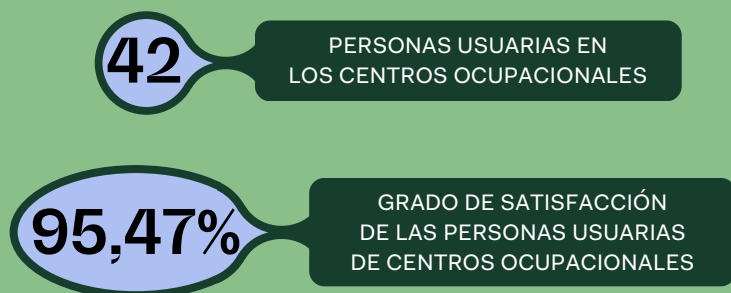 42
PERSONAS USUARIAS EN
LOS CENTROS OCUPACIONALES
95,47%
GRADO DE SATISFACCIÓN
DE LAS PERSONAS USUARIAS
DE CENTROS OCUPACIONALES